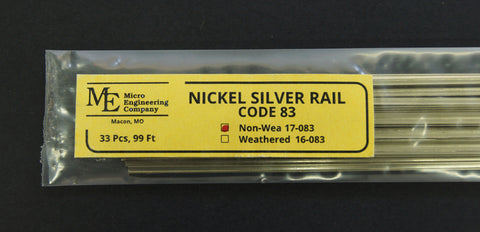 ME Micro
Engineering
Company
Macon, MO
33 Pcs, 99 Ft
NICKEL SILVER RAIL
CODE 83
Non-Wea 17-083
Weathered 16-083